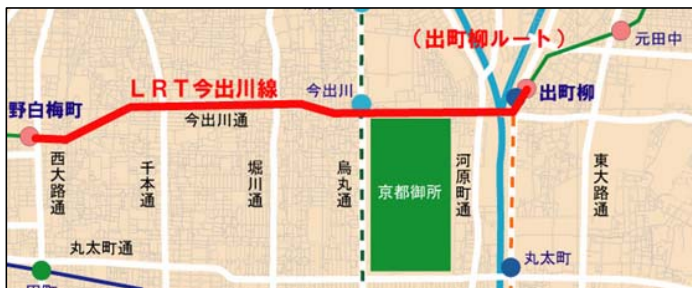 (出町柳ルート)
元田中
LRT今出川線
今出川
出町柳
野白梅町
今出川通
西大路通
千本通
堀川通
烏丸通
京都御所
河原町通
東大路通
丸太町通
丸太町